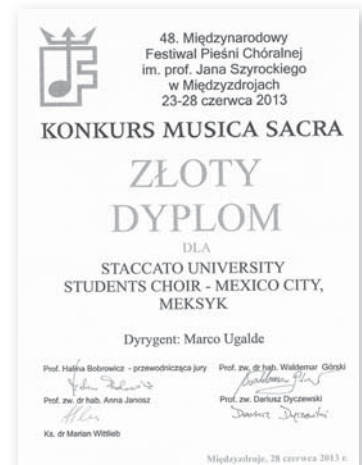 48. Międzynarodowy
Festiwal Pieśni Chóralnej
im. prof. Jana Szyrockiego
w Międzyzdrojach
23-28 czerwca 2013
KONKURS MUSICA SACRA
ZŁOTY
DYPLOM
DLA
STACCATO UNIVERSITY
STUDENTS CHOIR - MEXICO CITY,
MEKSYK
Dyrygent: Marco Ugalde
Prof. Halina Bobrowicz - przewodnicząca jury Prof. zw. dr hab. Waldemar Górski
Prof. zw. dr hab. Anna Janosz Prof. zw. Dariusz Dyczewski
Ks. dr Marian Wittlieb
Międzyzdroje, 28 czerwca 2013 r.